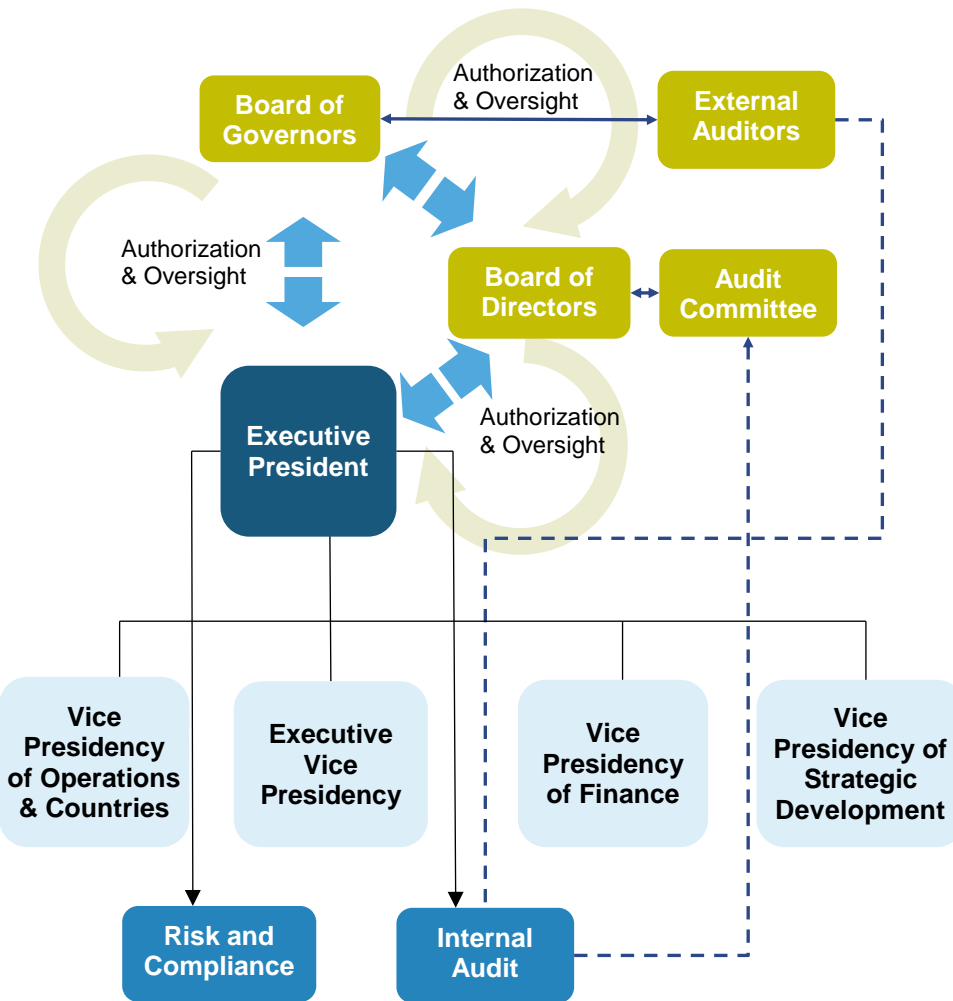 Authorization
& Oversight
Board of
Governors
External
Auditors
Authorization
& Oversight
Board of
Directors
Audit
Committee
Executive
President
Authorization
& Oversight
Vice
Presidency
of Operations
& Countries
Executive
Vice
Presidency
Vice
Presidency
of Finance
Vice
Presidency of
Strategic
Development
Risk and
Compliance
Internal
Audit